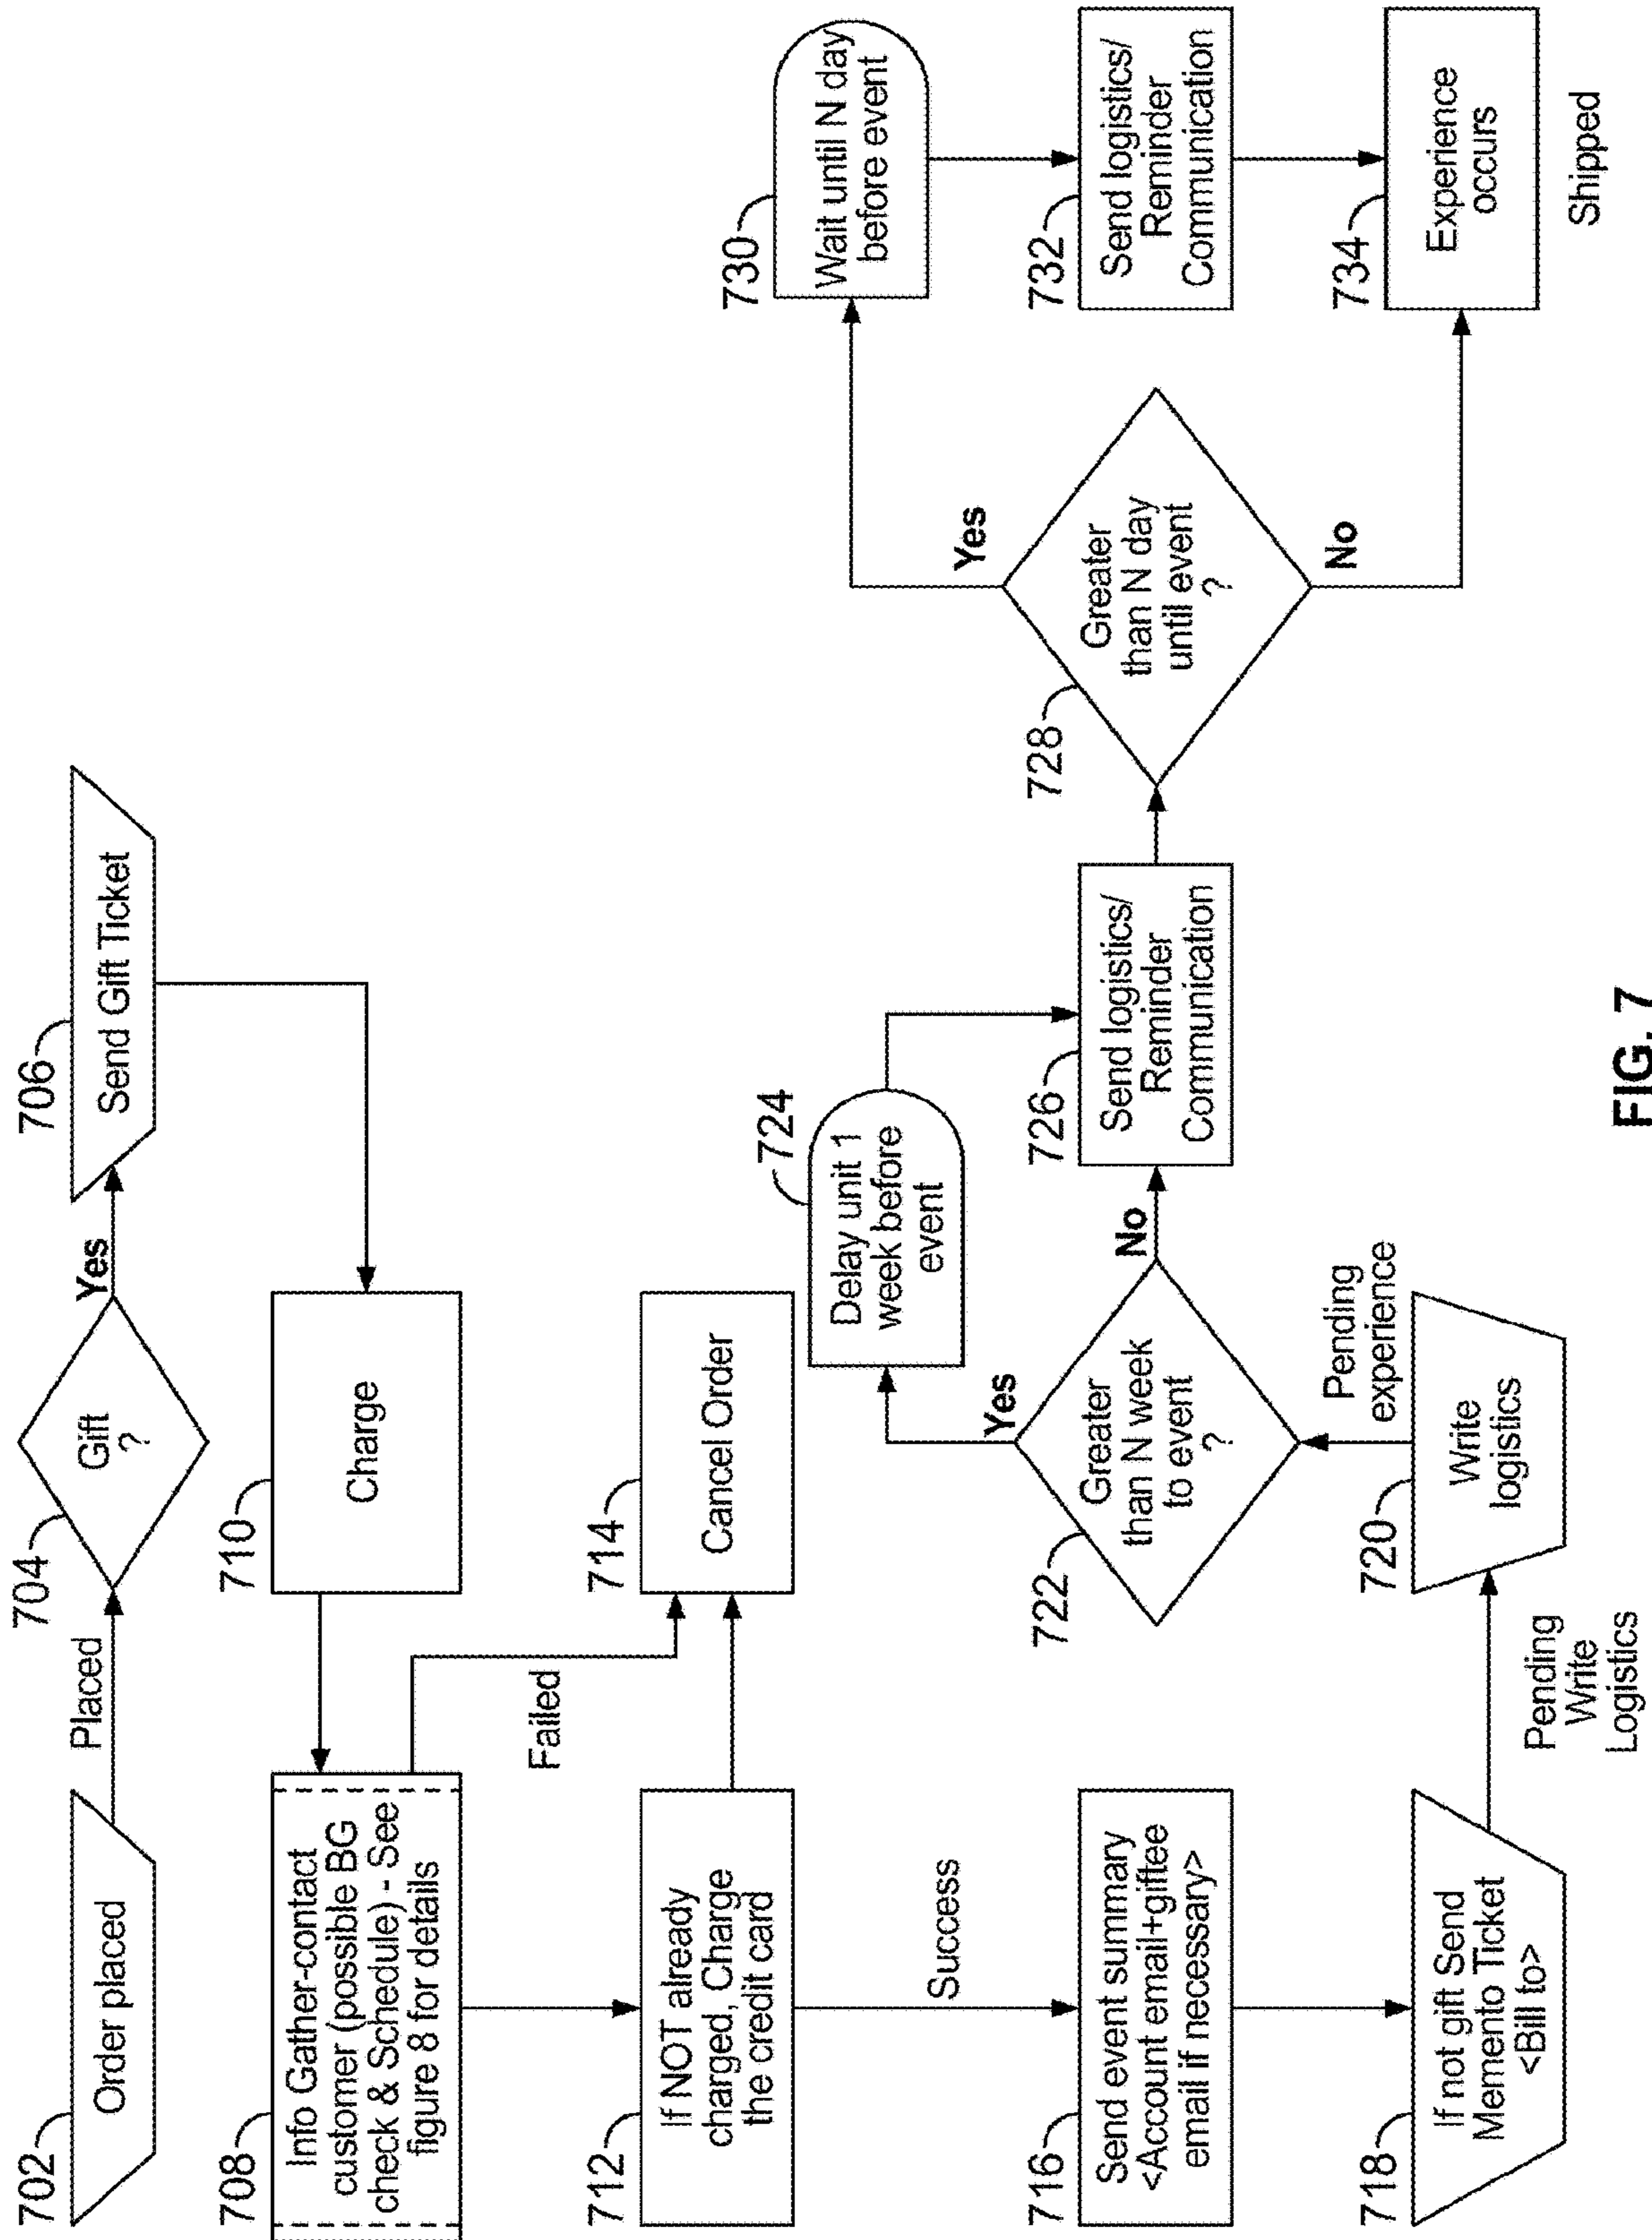 702
Order placed
Placed
704
Gift
?
Yes
706
Send Gift Ticket
708
Info Gather-contact
customer (possible BG
check & Schedule) - See
figure 8 for details
710
Charge
Failed
712
If NOT already
charged, Charge
the credit card
714
Cancel Order
Success
716
Send event summary
<Account email+giftee
email if necessary>
718
If not gift Send
Memento Ticket
<Bill to>
Pending
Write
Logistics
720
Write
logistics
Pending
experience
722
Greater
than N week
to event
?
Yes
No
724
Delay unit 1
week before
event
726
Send logistics/
Reminder
Communication
728
Greater
than N day
until event
?
Yes
No
730
Wait until N day
before event
732
Send logistics/
Reminder
Communication
734
Experience
occurs
Shipped
FIG. 7